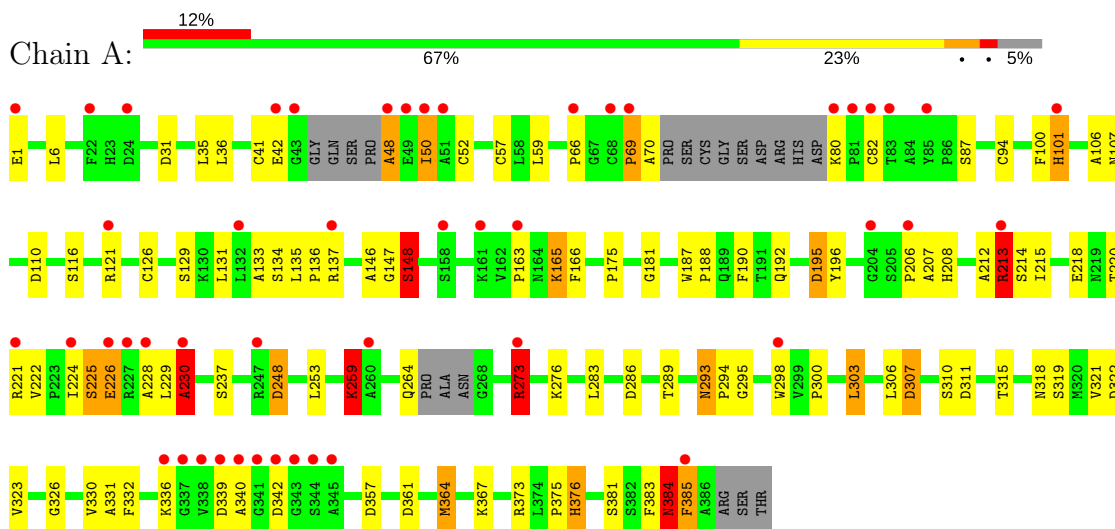 12%
Chain A:
67% 23% • • 5%
E1 L6 F22 H23 D24 D31 L35 L36 C41 E42 G43 GLY GLN SER PRO A48 E49 I50 A51 C52 C57 L58 L59 P66 G67 C68 P69 A70 PRO SER CYS GLY SER ASP ARG HIS ASP K80 P81 C82 T83 A84 Y85 P86 S87 C94 F100 H101 A106 N107
D110 S116 R121 C126 S129 K130 L131 L132 A133 S134 L135 P136 R137 A146 G147 S148 S158 K161 V162 P163 N164 K165 F166 P175 G181 W187 P188 Q189 F190 T191 Q192 D195 Y196 G204 S205 P206 A207 H208 A212 R213 S214 I215 E218 N219 T220
R221 V222 P223 I224 S225 E226 R227 A228 L229 A230 S237 R247 D248 L253 K259 A260 Q264 PRO ALA ASN G268 R273 K276 L283 D286 T289 N293 P294 G295 W298 V299 P300 L303 L306 D307 S310 D311 T315 N318 S319 M320 V321 D322
V323 G326 V330 A331 F332 K336 G337 V338 D339 A340 G341 D342 G343 S344 A345 D357 D361 M364 K367 R373 L374 P375 H376 S381 S382 F383 N384 F385 A386 ARG SER THR